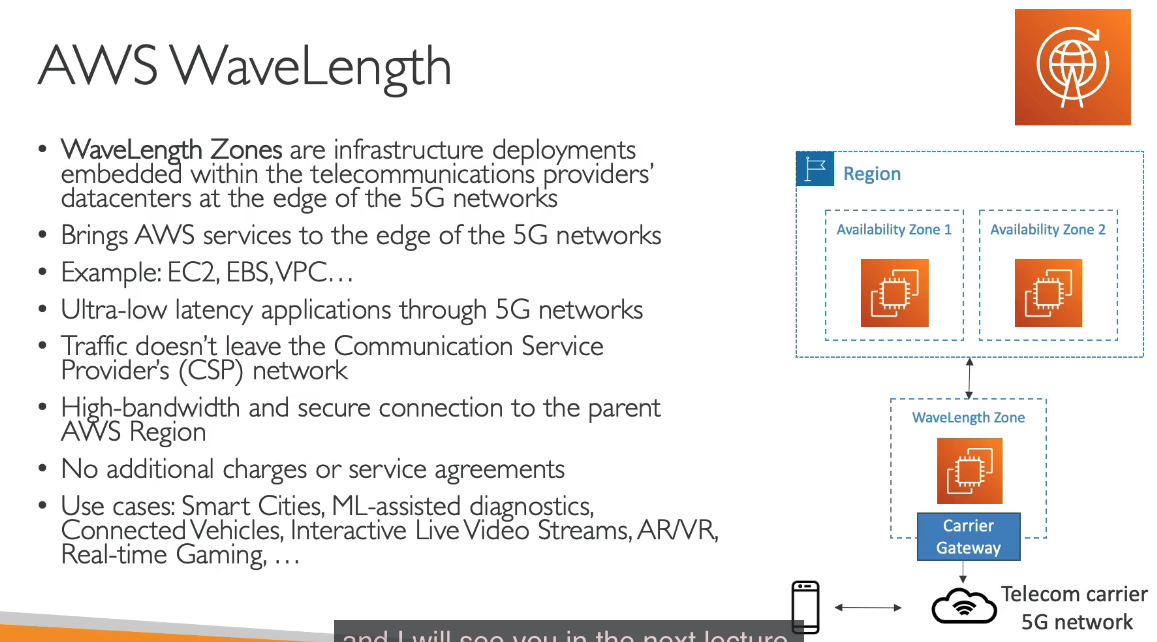 AWS WaveLength
• WaveLength Zones are infrastructure deployments
embedded within the telecommunications providers’
datacenters at the edge of the 5G networks
• Brings AWS services to the edge of the 5G networks
• Example: EC2, EBS, VPC…
• Ultra-low latency applications through 5G networks
• Traffic doesn’t leave the Communication Service
Provider’s (CSP) network
• High-bandwidth and secure connection to the parent
AWS Region
• No additional charges or service agreements
• Use cases: Smart Cities, ML-assisted diagnostics,
Connected Vehicles, Interactive Live Video Streams, AR/VR,
Real-time Gaming, …
Region
Availability Zone 1
Availability Zone 2
WaveLength Zone
Carrier
Gateway
Telecom carrier
5G network
and I will see you in the next lecture.